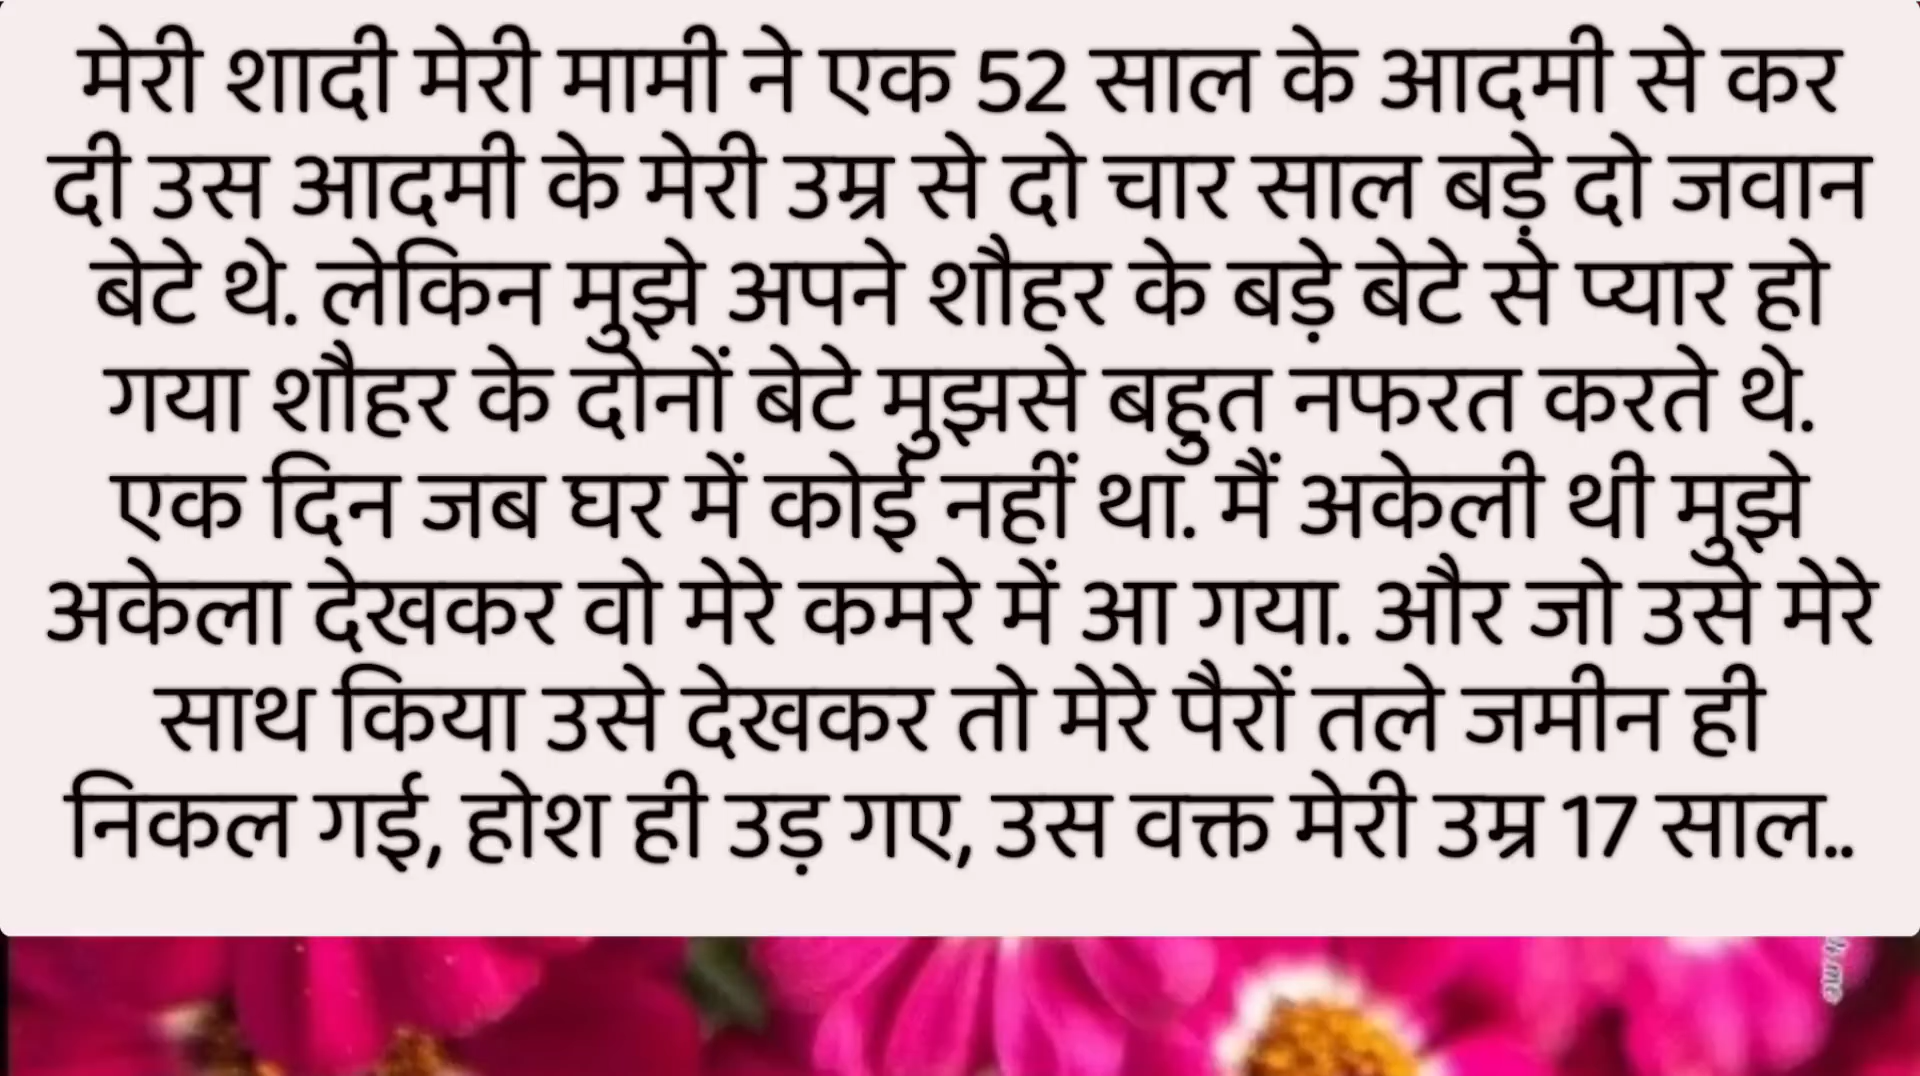 मेरी शादी मेरी मामी ने एक 52 साल के आदमी से कर
दी उस आदमी के मेरी उम्र से दो चार साल बड़े दो जवान
बेटे थे. लेकिन मुझे अपने शौहर के बड़े बेटे से प्यार हो
गया शौहर के दोनों बेटे मुझसे बहुत नफरत करते थे.
एक दिन जब घर में कोई नहीं था. मैं अकेली थी मुझे
अकेला देखकर वो मेरे कमरे में आ गया. और जो उसे मेरे
साथ किया उसे देखकर तो मेरे पैरों तले जमीन ही
निकल गई, होश ही उड़ गए, उस वक्त मेरी उम्र 17 साल..